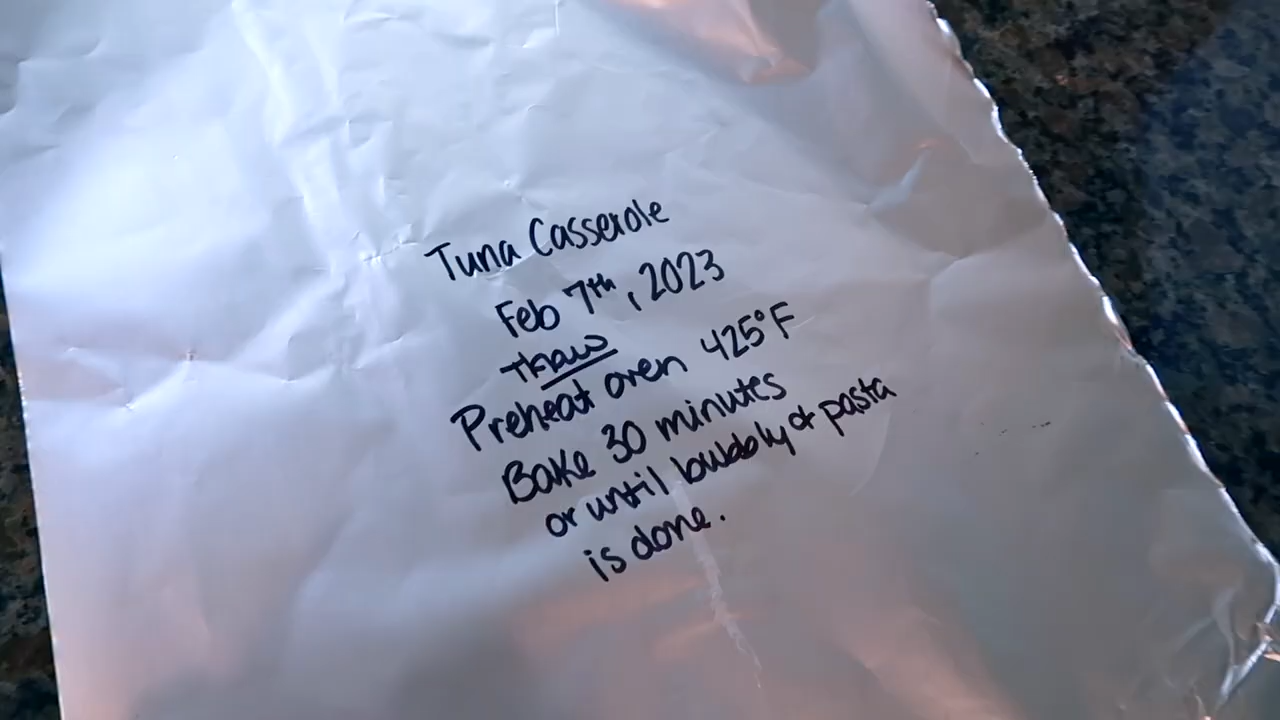 Tuna Casserole
Feb 7th, 2023
Thaw
Preheat oven 425°F
Bake 30 minutes
or until bubbly & pasta
is done.